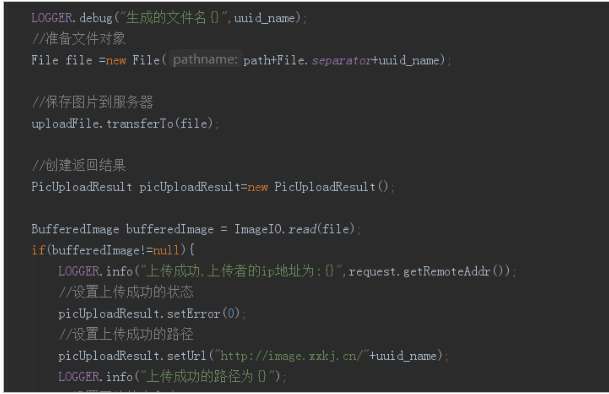 LOGGER.debug("生成的文件名{}",uuid_name);
//准备文件对象
File file =new File( pathname: path+File.separator+uuid_name);
//保存图片到服务器
uploadFile.transferTo(file);
//创建返回结果
PicUploadResult picUploadResult=new PicUploadResult();
BufferedImage bufferedImage = ImageIO.read(file);
if(bufferedImage!=null){
LOGGER.info("上传成功,上传者的ip地址为:{}",request.getRemoteAddr());
//设置上传成功的状态
picUploadResult.setError(0);
//设置上传成功的路径
picUploadResult.setUrl("http://image.xxkj.cn/"+uuid_name);
LOGGER.info("上传成功的路径为{}");